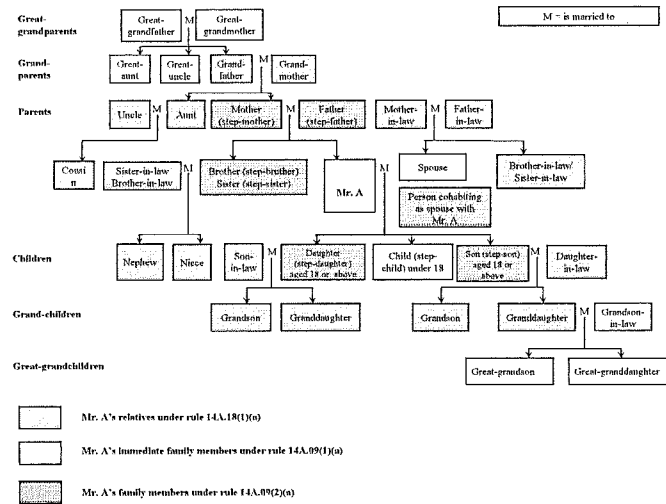 Great-grandparents
Great-grandfather
M
Great-grandmother
M = is married to
Grand-parents
Great-aunt
Great-uncle
Grand-father
M
Grand-mother
Parents
Uncle
M
Aunt
Mother (step-mother)
M
Father (step-father)
Mother-in-law
M
Father-in-law
Cousin
Sister-in-law
Brother-in-law
M
Brother (step-brother)
Sister (step-sister)
Mr. A
M
Spouse
Brother-in-law/
Sister-in-law
Person cohabiting
as spouse with
Mr. A
Children
Nephew
Niece
Son-in-law
M
Daughter
(step-daughter)
aged 18 or above
Child (step-child) under 18
Son (step-son)
aged 18 or
above
M
Daughter-in-law
Grand-children
Grandson
Granddaughter
Grandson
Granddaughter
M
Grandson-in-law
Great-grandchildren
Great-grandson
Great-granddaughter
Mr. A's relatives under rule 14A.18(1)(a)
Mr. A's immediate family members under rule 14A.09(1)(a)
Mr. A's family members under rule 14A.09(2)(a)